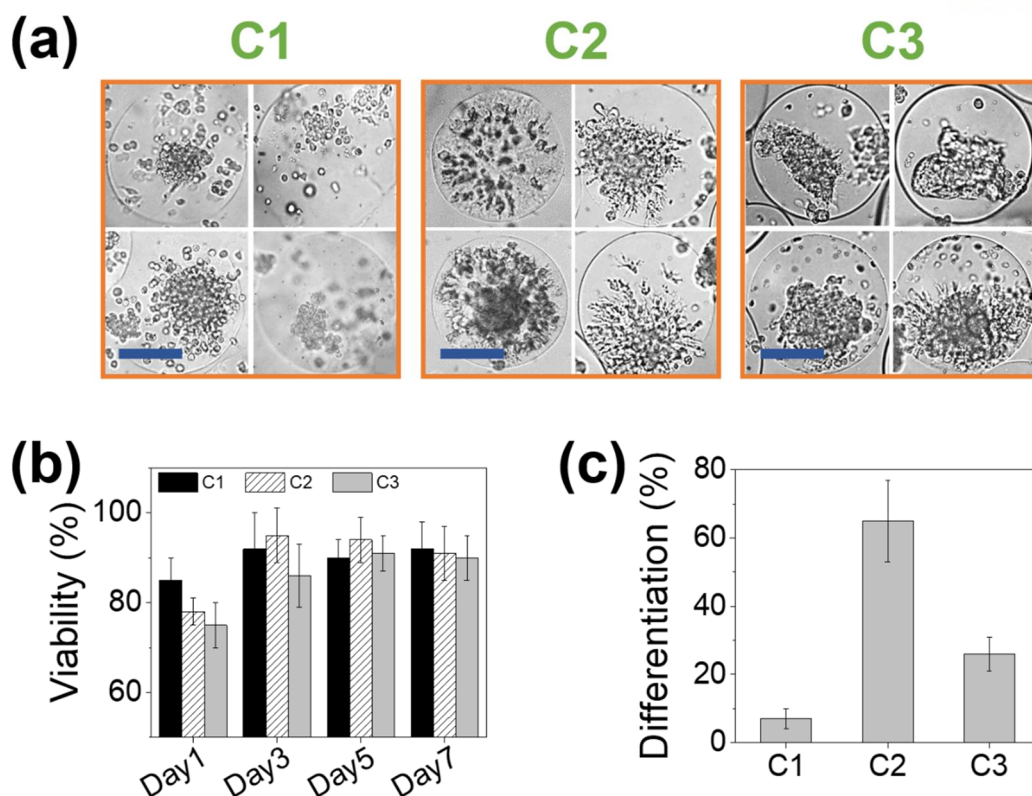 (a)
C1 C2 C3
(b)
Viability (%)
C1 C2 C3
100
80
60
Day1 Day3 Day5 Day7
(c)
Differentiation (%)
80
60
40
20
0
C1 C2 C3